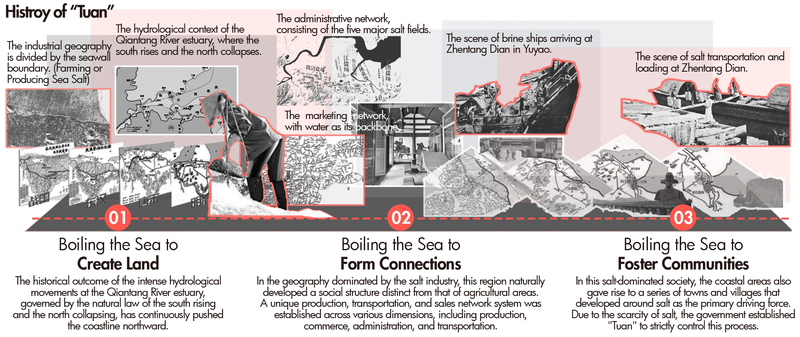 Histroy of “Tuan”
The industrial geography
is divided by the seawall
boundary. (Farming or
Producing Sea Salt)
The hydrological context of the
Qiantang River estuary, where the
south rises and the north collapses.
The administrative network,
consisting of the five major salt fields.
The marketing network,
with water as its backbone.
The scene of brine ships arriving at
Zhentang Dian in Yuyao.
The scene of salt transportation and
loading at Zhentang Dian.
01
02
03
Boiling the Sea to
Create Land
The historical outcome of the intense hydrological
movements at the Qiantang River estuary,
governed by the natural law of the south rising
and the north collapsing, has continuously pushed
the coastline northward.
Boiling the Sea to
Form Connections
In the geography dominated by the salt industry, this region naturally
developed a social structure distinct from that of agricultural areas.
A unique production, transportation, and sales network system was
established across various dimensions, including production,
commerce, administration, and transportation.
Boiling the Sea to
Foster Communities
In this salt-dominated society, the coastal areas also
gave rise to a series of towns and villages that
developed around salt as the primary driving force.
Due to the scarcity of salt, the government established
"Tuan" to strictly control this process.